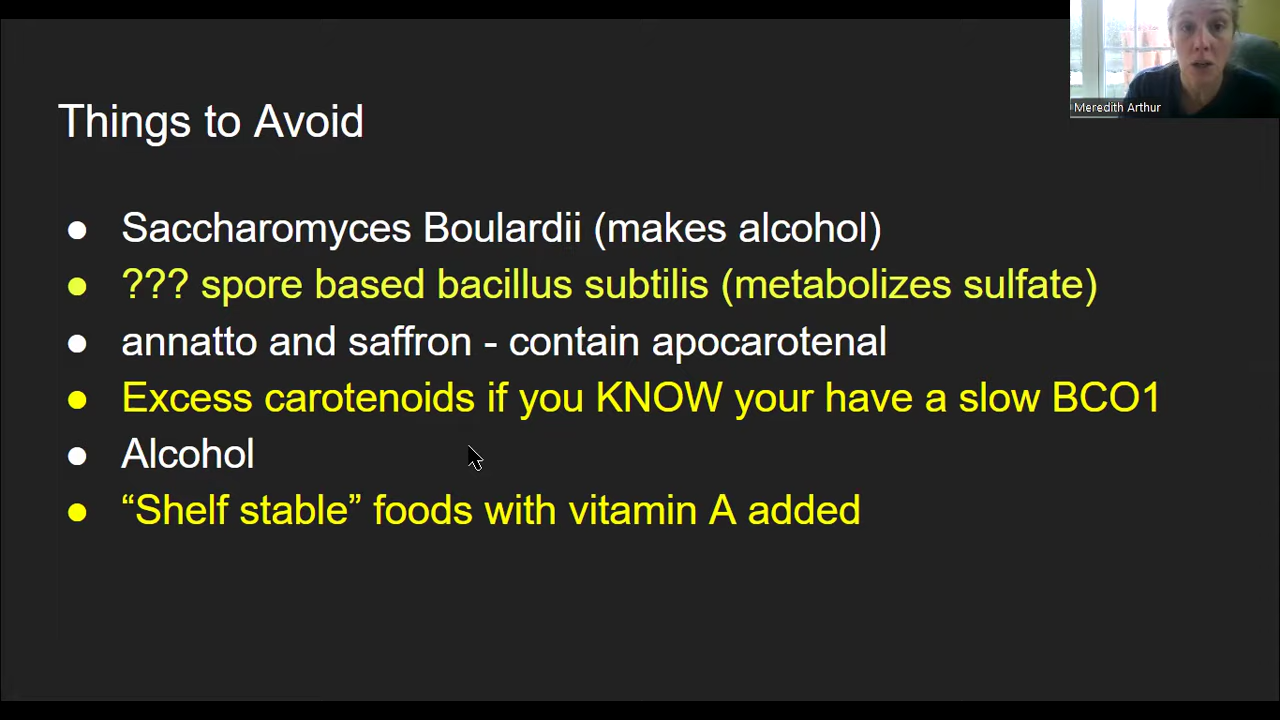 Meredith Arthur
Things to Avoid
● Saccharomyces Boulardii (makes alcohol)
● ??? spore based bacillus subtilis (metabolizes sulfate)
● annatto and saffron - contain apocarotenal
● Excess carotenoids if you KNOW your have a slow BCO1
● Alcohol
● “Shelf stable” foods with vitamin A added